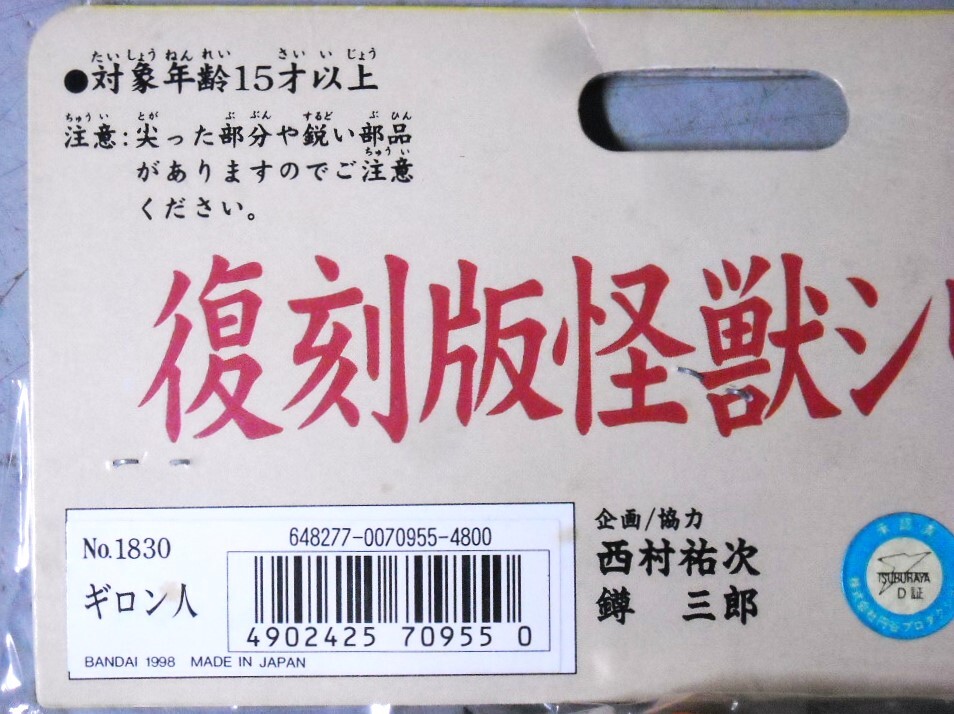 ●対象年齢15才以上
たいしょうねんれい さいいじょう
注意:尖った部分や鋭い部品
ちゅうい とが ぶぶん するど ぶひん
がありますのでご注意
ちゅうい
ください。
復刻版怪獣シリ
No.1830
ギロン人
648277-0070955-4800
4902425 70955 0
BANDAI 1998 MADE IN JAPAN
企画/協力
西村祐次
鐏 三郎
TSUBURAYA
D 証